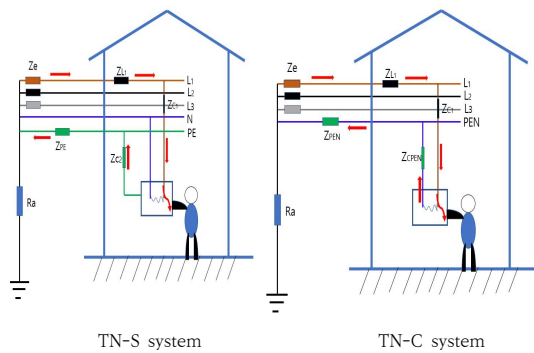 Ze
ZL1
L1
L2
ZC1
L3
N
PE
ZPE
Zc2
Ra
TN-S system
Ze
ZL1
L1
L2
ZC1
L3
PEN
ZPEN
ZCPEN
Ra
TN-C system